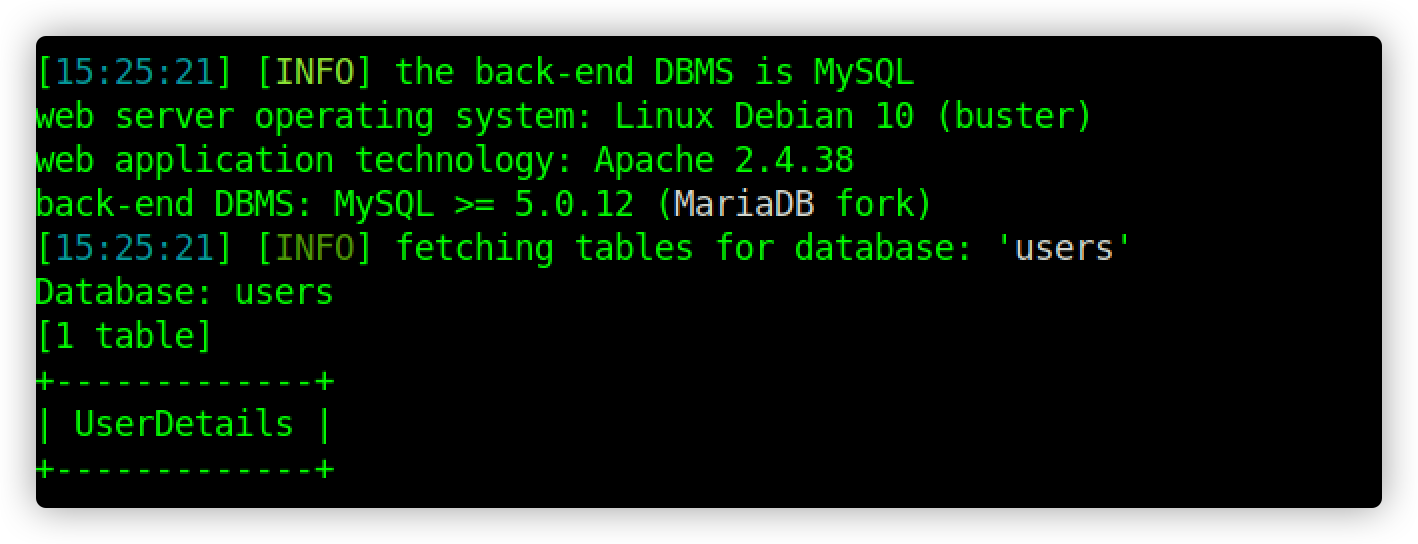 [15:25:21] [INFO] the back-end DBMS is MySQL
web server operating system: Linux Debian 10 (buster)
web application technology: Apache 2.4.38
back-end DBMS: MySQL >= 5.0.12 (MariaDB fork)
[15:25:21] [INFO] fetching tables for database: 'users'
Database: users
[1 table]
+-------------+
| UserDetails |
+-------------+